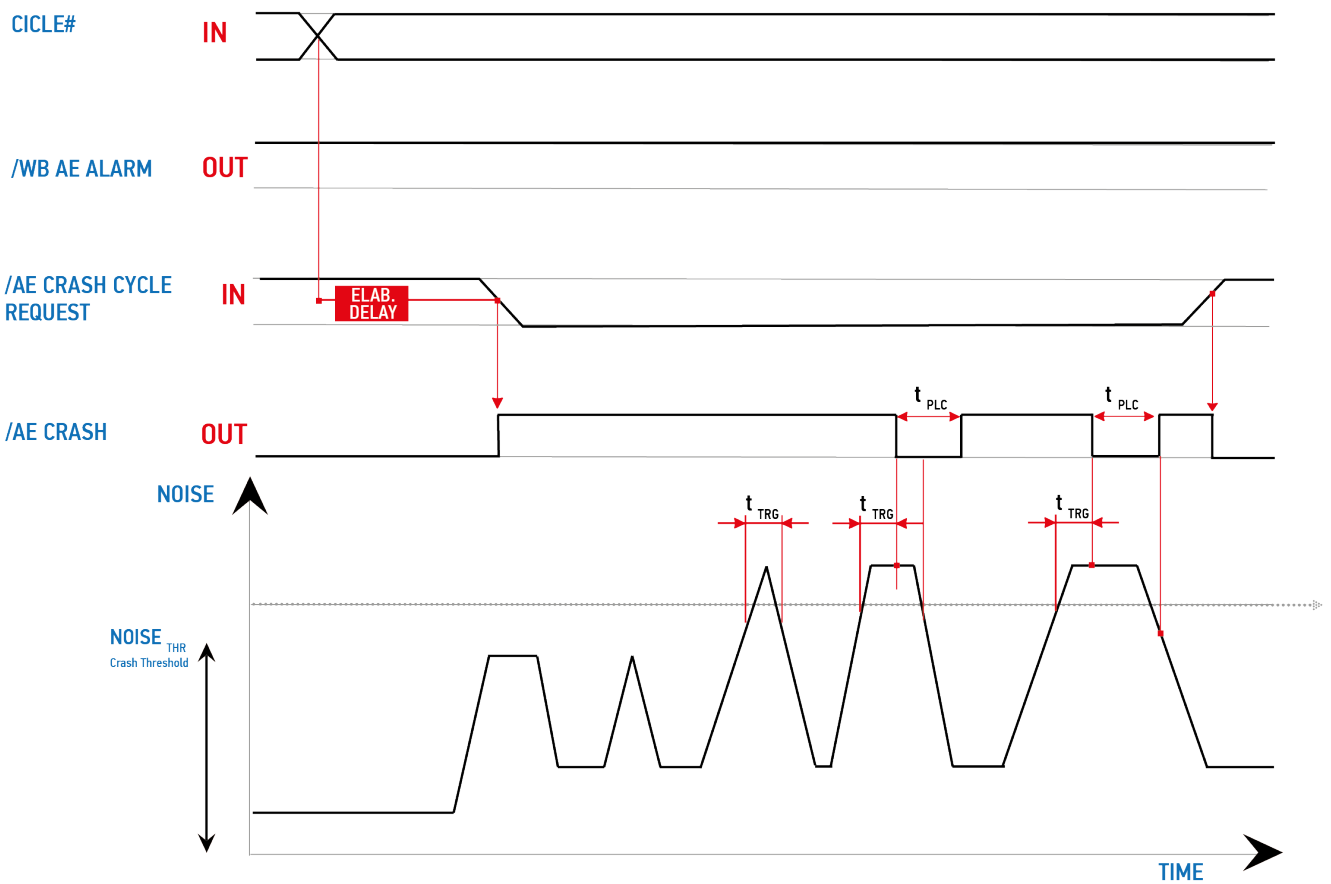 CICLE#
IN
/WB AE ALARM
OUT
/AE CRASH CYCLE
REQUEST
IN
ELAB.
DELAY
/AE CRASH
OUT
t PLC
t PLC
NOISE
t TRG
t TRG
t TRG
NOISE THR
Crash Threshold
TIME